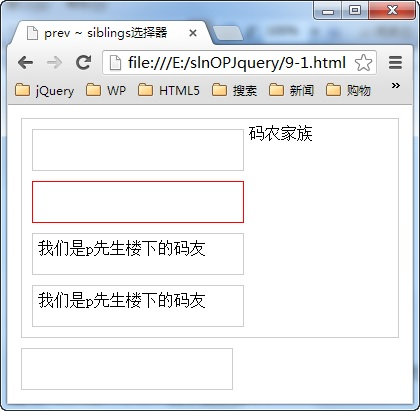 prev ~ siblings选择器
file:///E:/slnOPJquery/9-1.html
jQuery WP HTML5 搜索 新闻 购物 »
码农家族
我们是p先生楼下的码友
我们是p先生楼下的码友